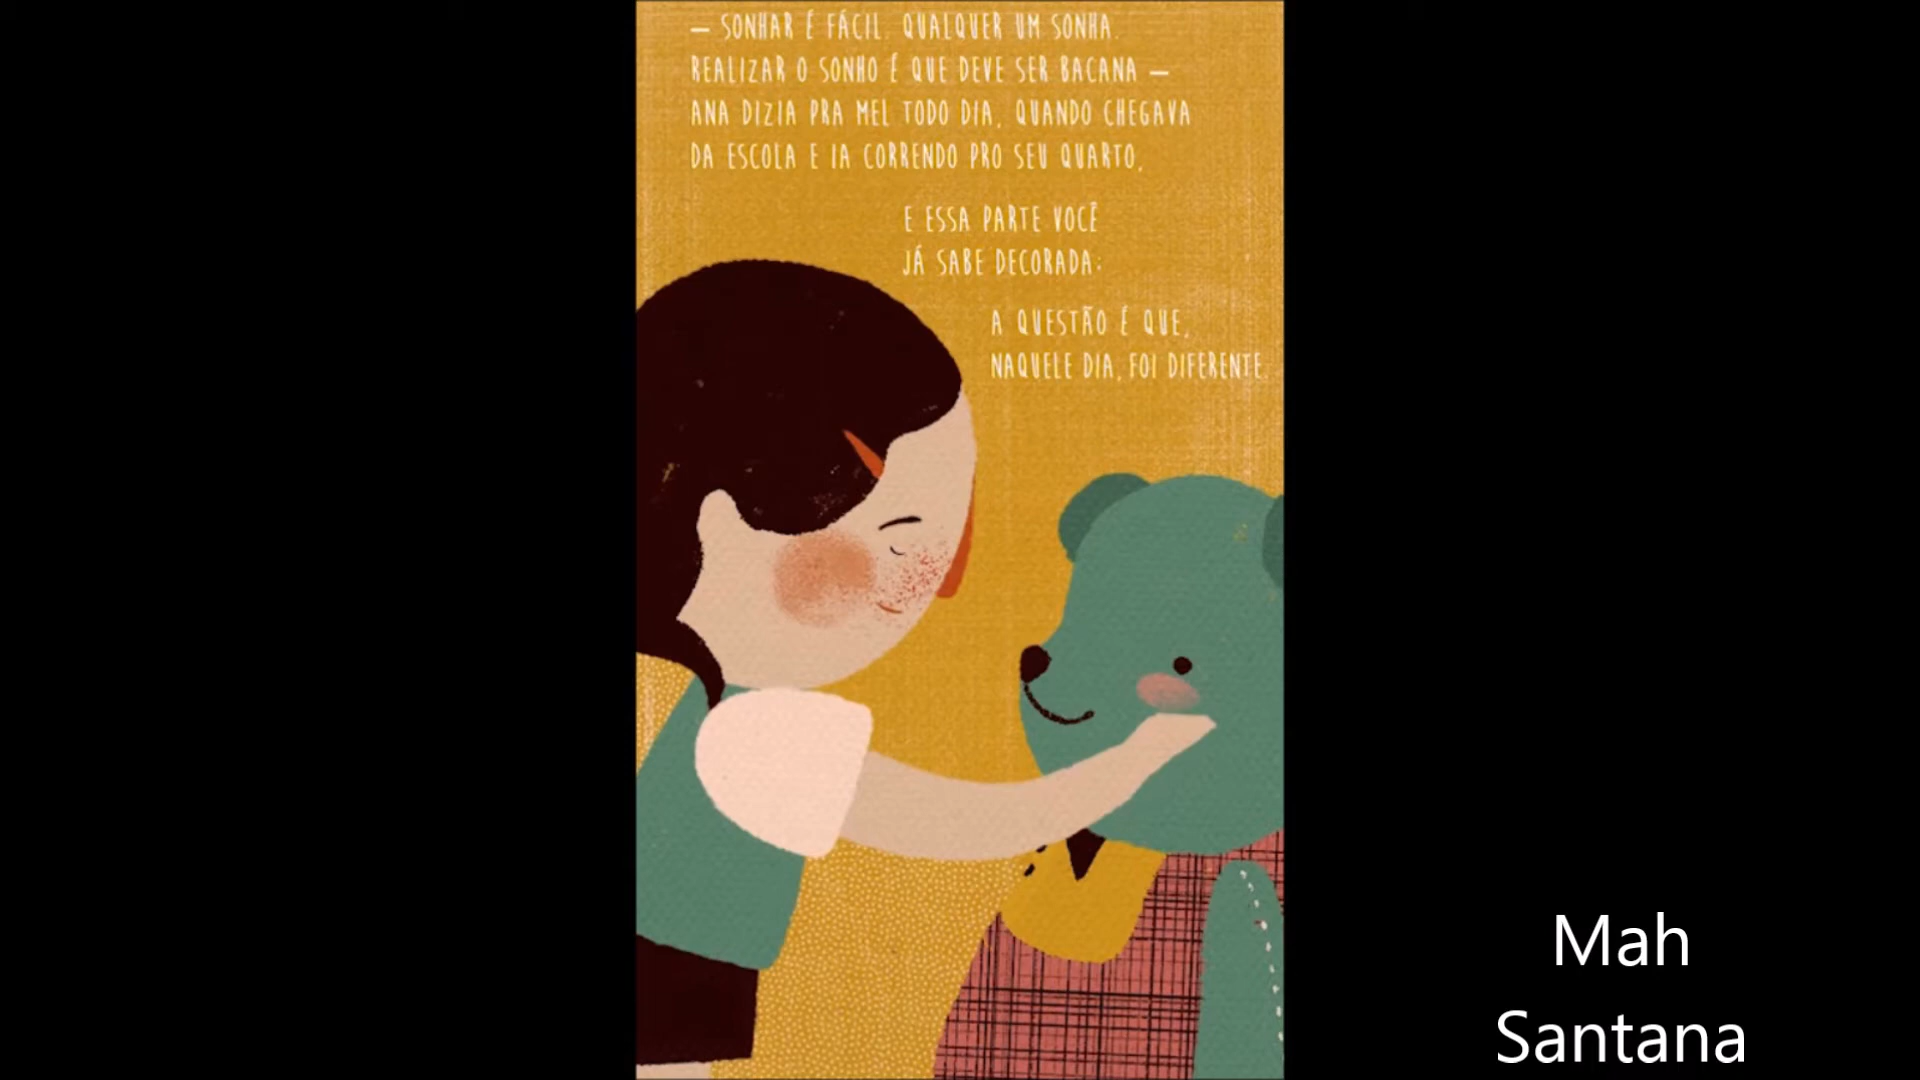 — SONHAR É FÁCIL. QUALQUER UM SONHA.
REALIZAR O SONHO É QUE DEVE SER BACANA —
ANA DIZIA PRA MEL TODO DIA, QUANDO CHEGAVA
DA ESCOLA E IA CORRENDO PRO SEU QUARTO,
E ESSA PARTE VOCÊ
JÁ SABE DECORADA;
A QUESTÃO É QUE,
NAQUELE DIA, FOI DIFERENTE.
Mah
Santana